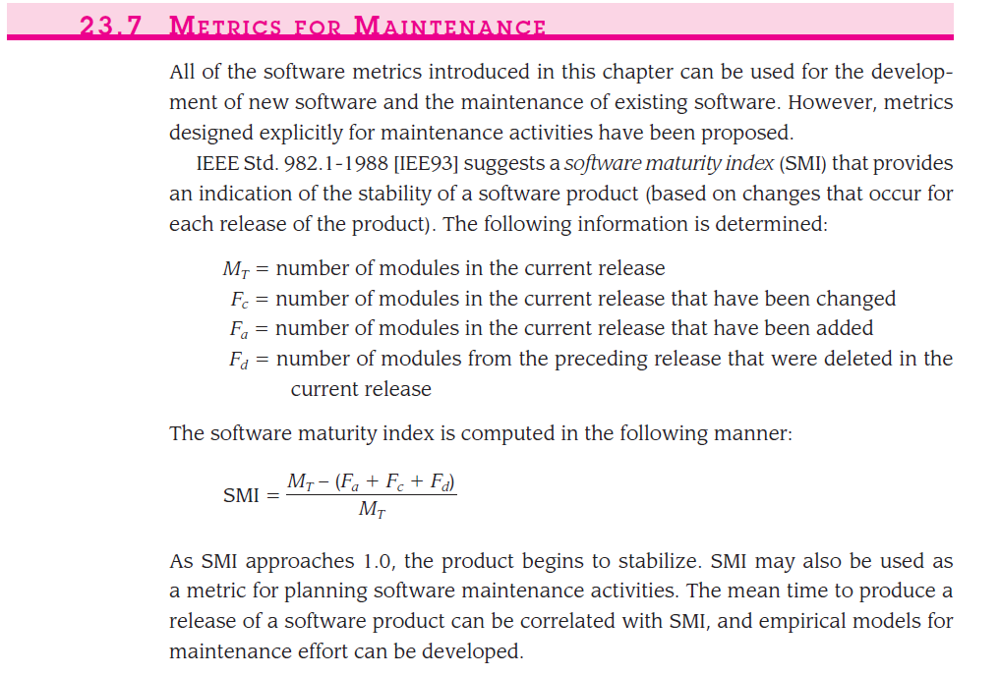 23.7 METRICS FOR MAINTENANCE
All of the software metrics introduced in this chapter can be used for the develop-
ment of new software and the maintenance of existing software. However, metrics
designed explicitly for maintenance activities have been proposed.
IEEE Std. 982.1-1988 [IEE93] suggests a software maturity index (SMI) that provides
an indication of the stability of a software product (based on changes that occur for
each release of the product). The following information is determined:
M_T = number of modules in the current release
F_c = number of modules in the current release that have been changed
F_a = number of modules in the current release that have been added
F_d = number of modules from the preceding release that were deleted in the
current release
The software maturity index is computed in the following manner:
SMI = M_T – (F_a + F_c + F_d)
M_T
As SMI approaches 1.0, the product begins to stabilize. SMI may also be used as
a metric for planning software maintenance activities. The mean time to produce a
release of a software product can be correlated with SMI, and empirical models for
maintenance effort can be developed.